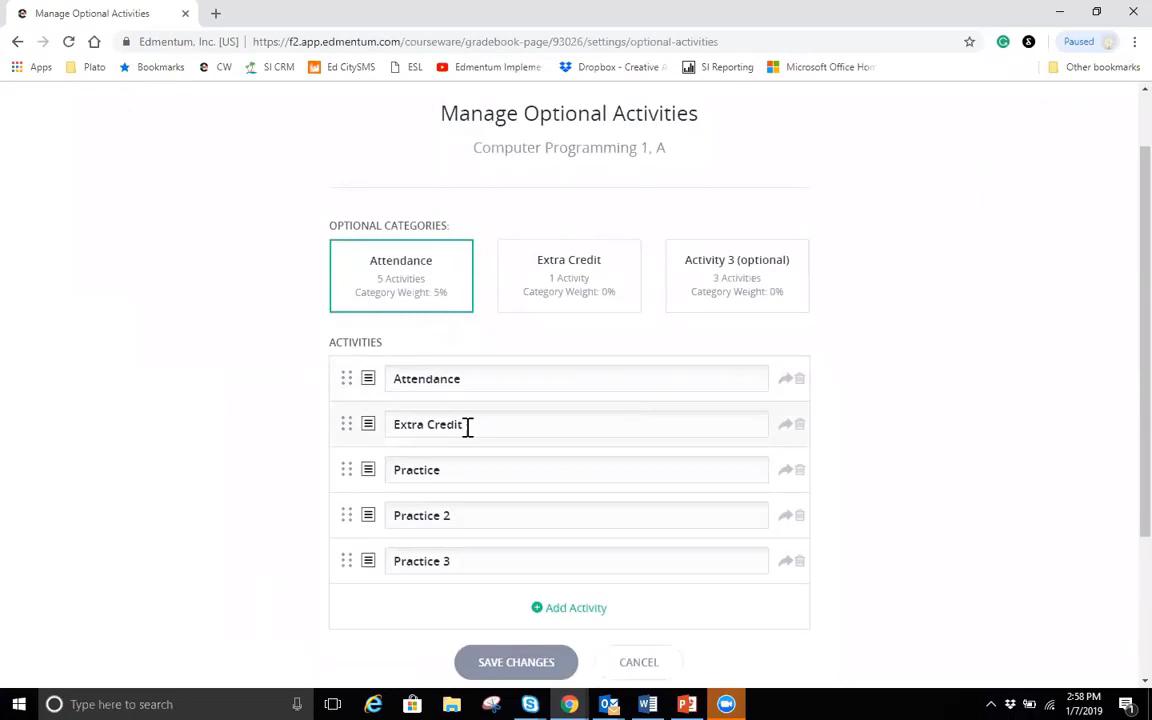 Manage Optional Activities
Edmentum, Inc. [US] https://f2.app.edmentum.com/courseware/gradebook-page/93026/settings/optional-activities Paused
Apps Plato Bookmarks CW SI CRM Ed CitySMS ESL Edmentum Impleme Dropbox - Creative SI Reporting Microsoft Office Hom Other bookmarks
Manage Optional Activities
Computer Programming 1, A
OPTIONAL CATEGORIES:
Attendance
5 Activities
Category Weight: 5%
Extra Credit
1 Activity
Category Weight: 0%
Activity 3 (optional)
3 Activities
Category Weight: 0%
ACTIVITIES
Attendance
Extra Credit
Practice
Practice 2
Practice 3
Add Activity
SAVE CHANGES CANCEL
Type here to search
2:58 PM
1/7/2019